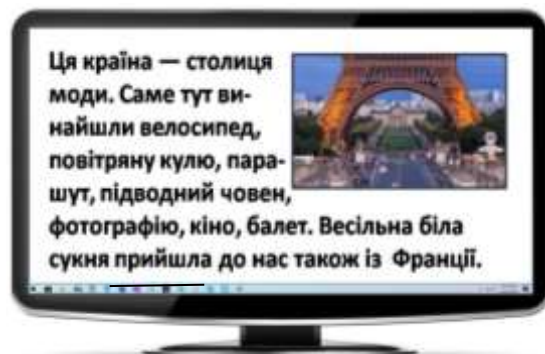 Ця країна — столиця
моди. Саме тут ви-
найшли велосипед,
повітряну кулю, пара-
шут, підводний човен,
фотографію, кіно, балет. Весільна біла
сукня прийшла до нас також із Франції.